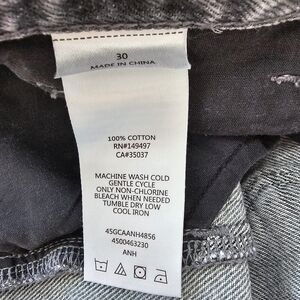 30
MADE IN CHINA
100% COTTON
RN#149497
CA#35037
MACHINE WASH COLD
GENTLE CYCLE
ONLY NON-CHLORINE
BLEACH WHEN NEEDED
TUMBLE DRY LOW
COOL IRON
45GCAANH4856
4500463230
ANH